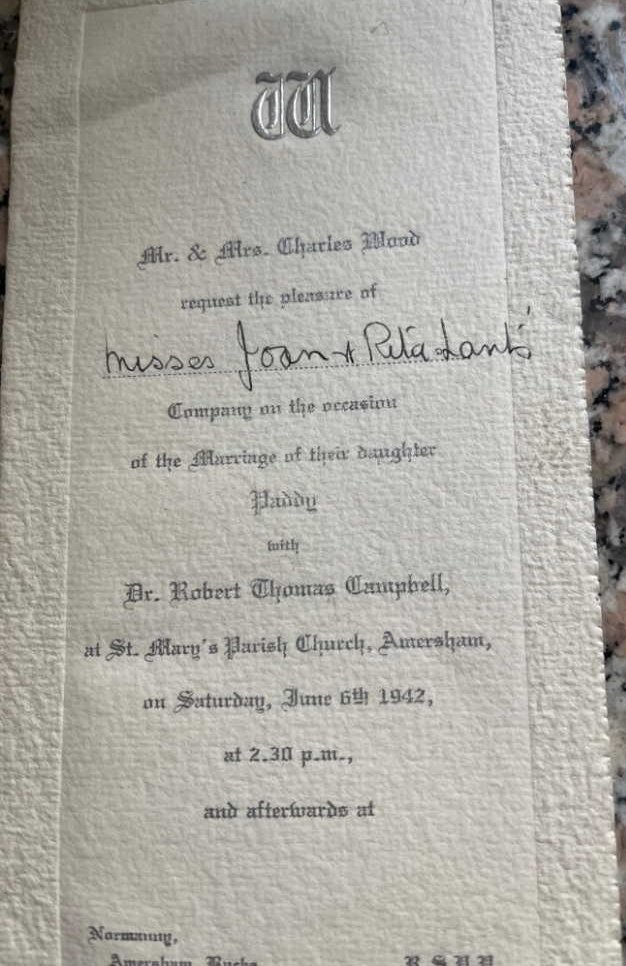 W
Mr. & Mrs. Charles Wood
request the pleasure of
Misses Joan & Rita
Company on the occasion
of the Marriage of their daughter
Paddy
with
Dr. Robert Thomas Campbell,
at St. Mary's Parish Church, Amersham,
on Saturday, June 6th 1942,
at 2.30 p.m.,
and afterwards at
Amersham, Bucks. R.S.V.P.